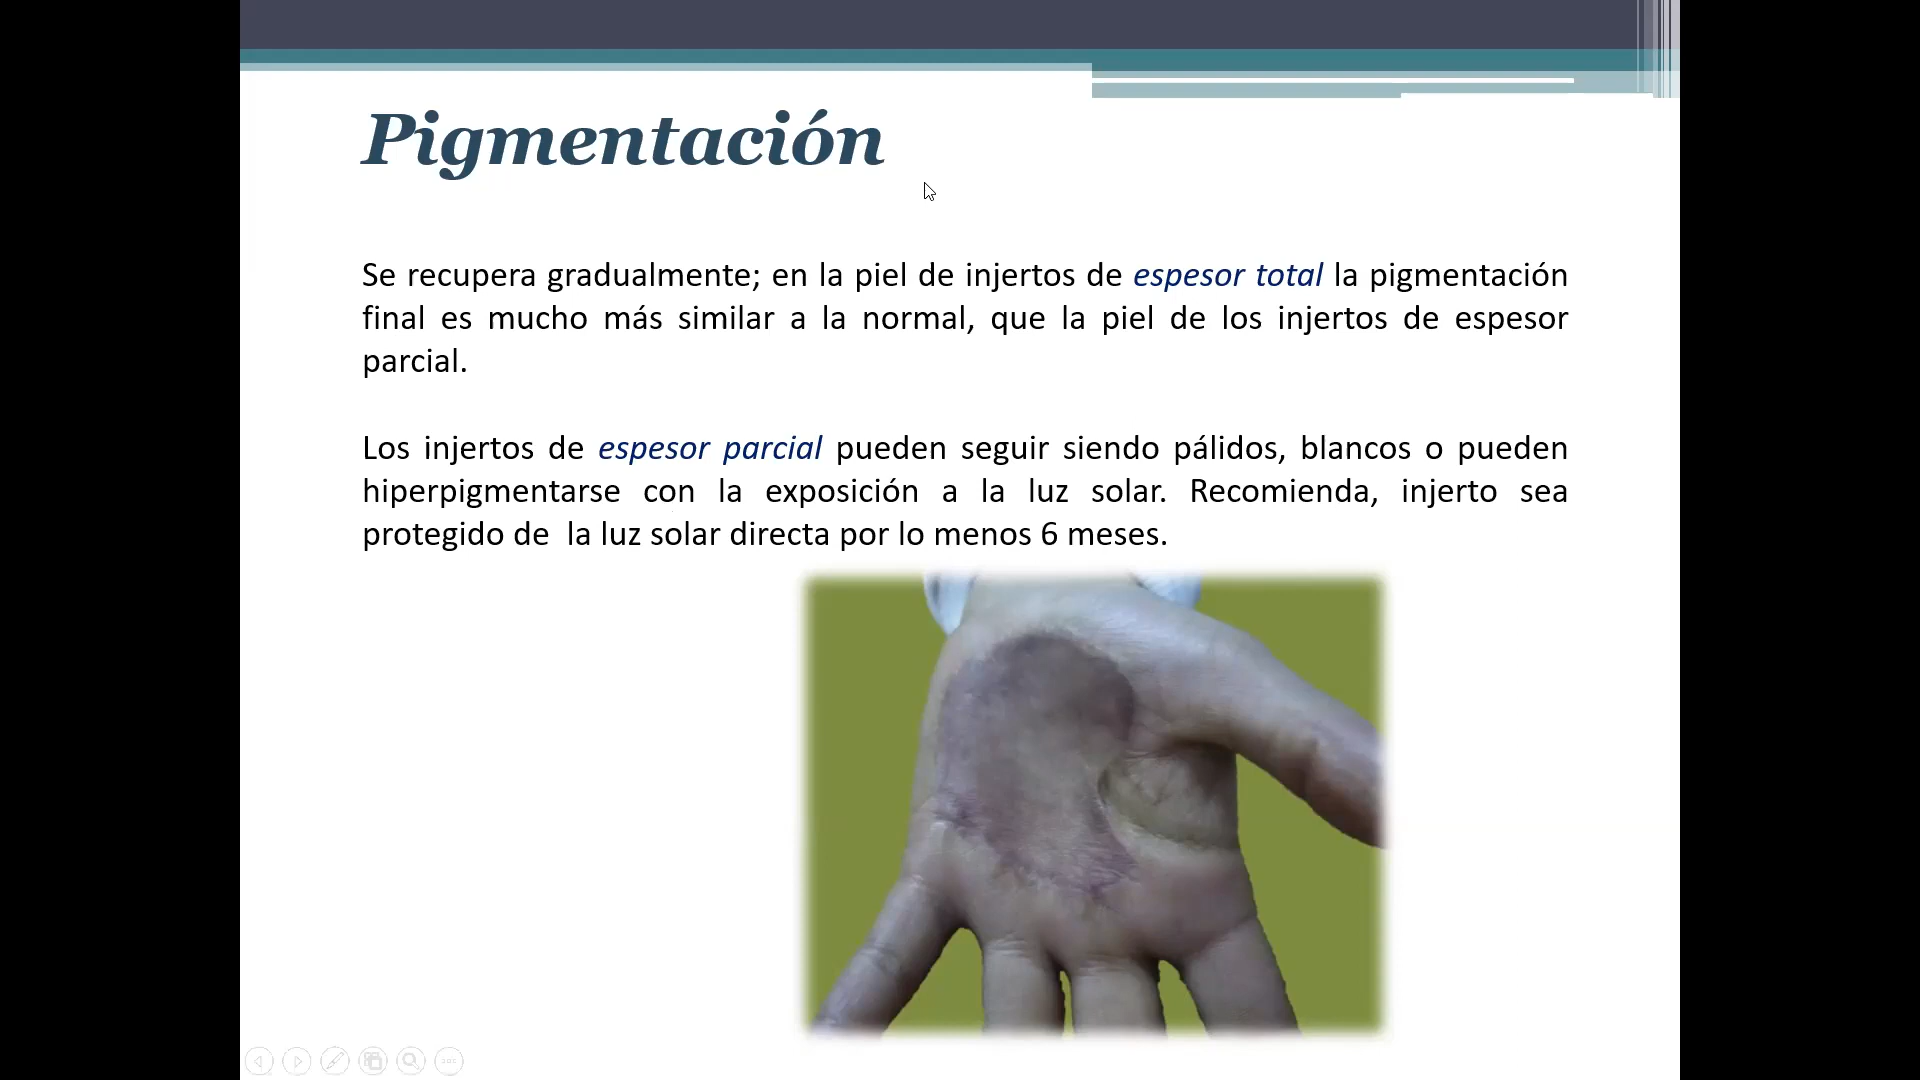 Pigmentación
Se recupera gradualmente; en la piel de injertos de espesor total la pigmentación
final es mucho más similar a la normal, que la piel de los injertos de espesor
parcial.
Los injertos de espesor parcial pueden seguir siendo pálidos, blancos o pueden
hiperpigmentarse con la exposición a la luz solar. Recomienda, injerto sea
protegido de  la luz solar directa por lo menos 6 meses.